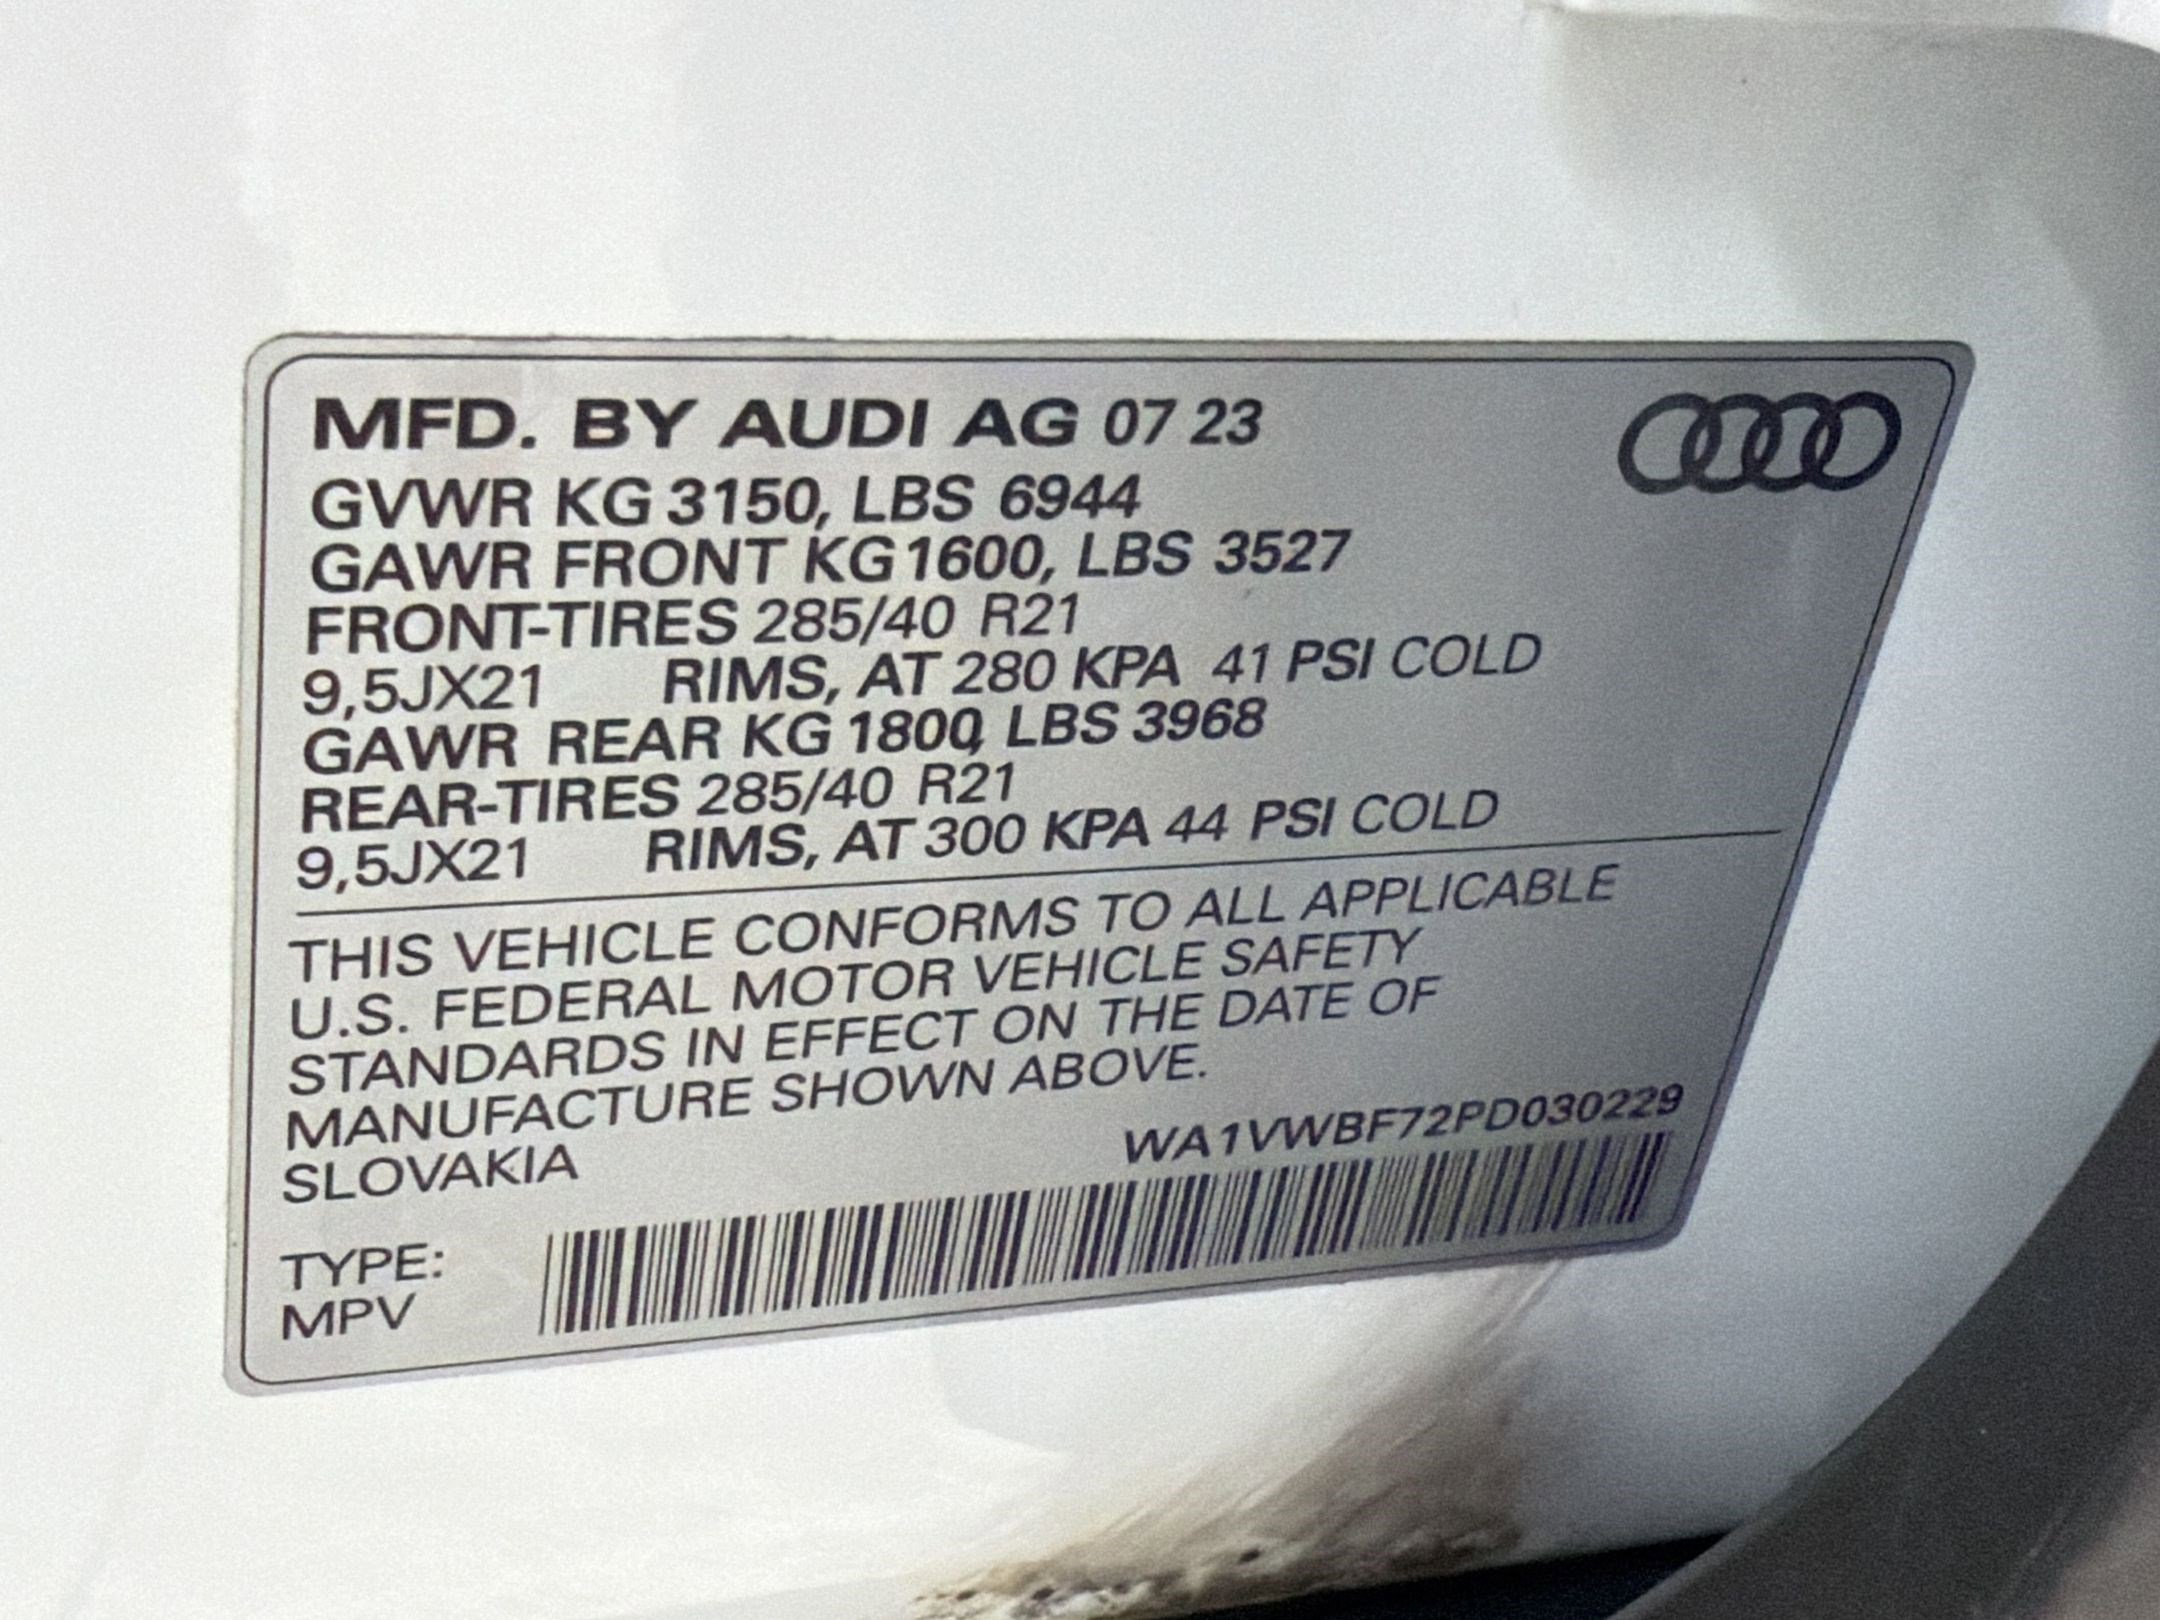 MFD. BY AUDI AG 07 23
GVWR KG 3150, LBS 6944
GAWR FRONT KG 1600, LBS 3527
FRONT-TIRES 285/40 R21
9,5JX21 RIMS, AT 280 KPA 41 PSI COLD
GAWR REAR KG 1800, LBS 3968
REAR-TIRES 285/40 R21
9,5JX21 RIMS, AT 300 KPA 44 PSI COLD
THIS VEHICLE CONFORMS TO ALL APPLICABLE
U.S. FEDERAL MOTOR VEHICLE SAFETY
STANDARDS IN EFFECT ON THE DATE OF
MANUFACTURE SHOWN ABOVE.
SLOVAKIA
WA1VWBF72PD030229
TYPE:
MPV